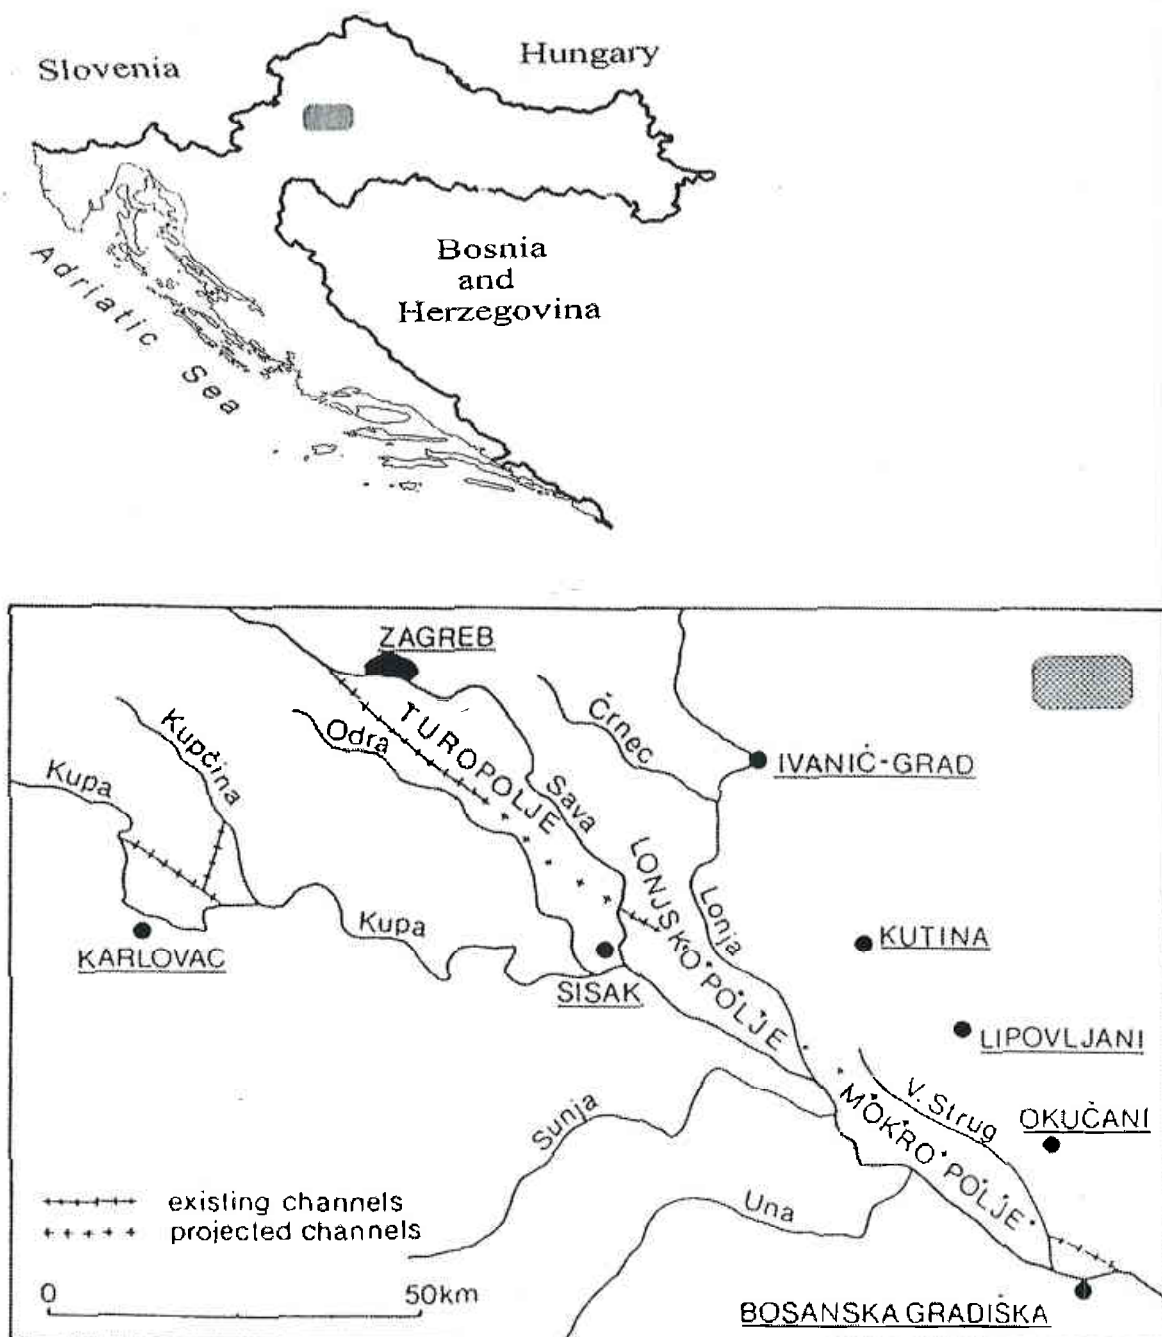 Slovenia
Hungary
Bosnia
and
Herzegovina
Adriatic Sea
ZAGREB
TUROPOLJE
Odra
Kupčina
Kupa
Črnec
IVANIĆ-GRAD
Sava
LONJSKO POLJE
Lonja
Kupa
KARLOVAC
SISAK
KUTINA
LIPOVLJANI
V. Strug
OKUČANI
MOKRO POLJE
Sunja
Una
existing channels
projected channels
0 50km
BOSANSKA GRADIŠKA